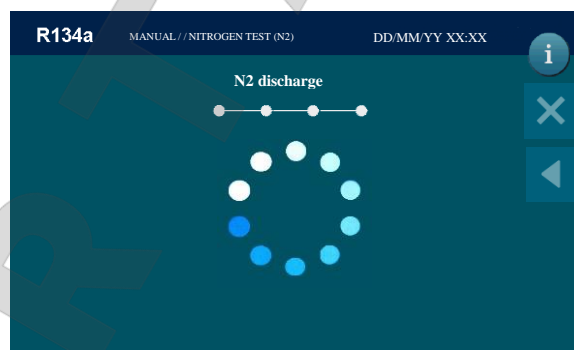 R134a MANUAL//NITROGEN TEST (N2) DD/MM/YY XX:XX
i
N2 discharge